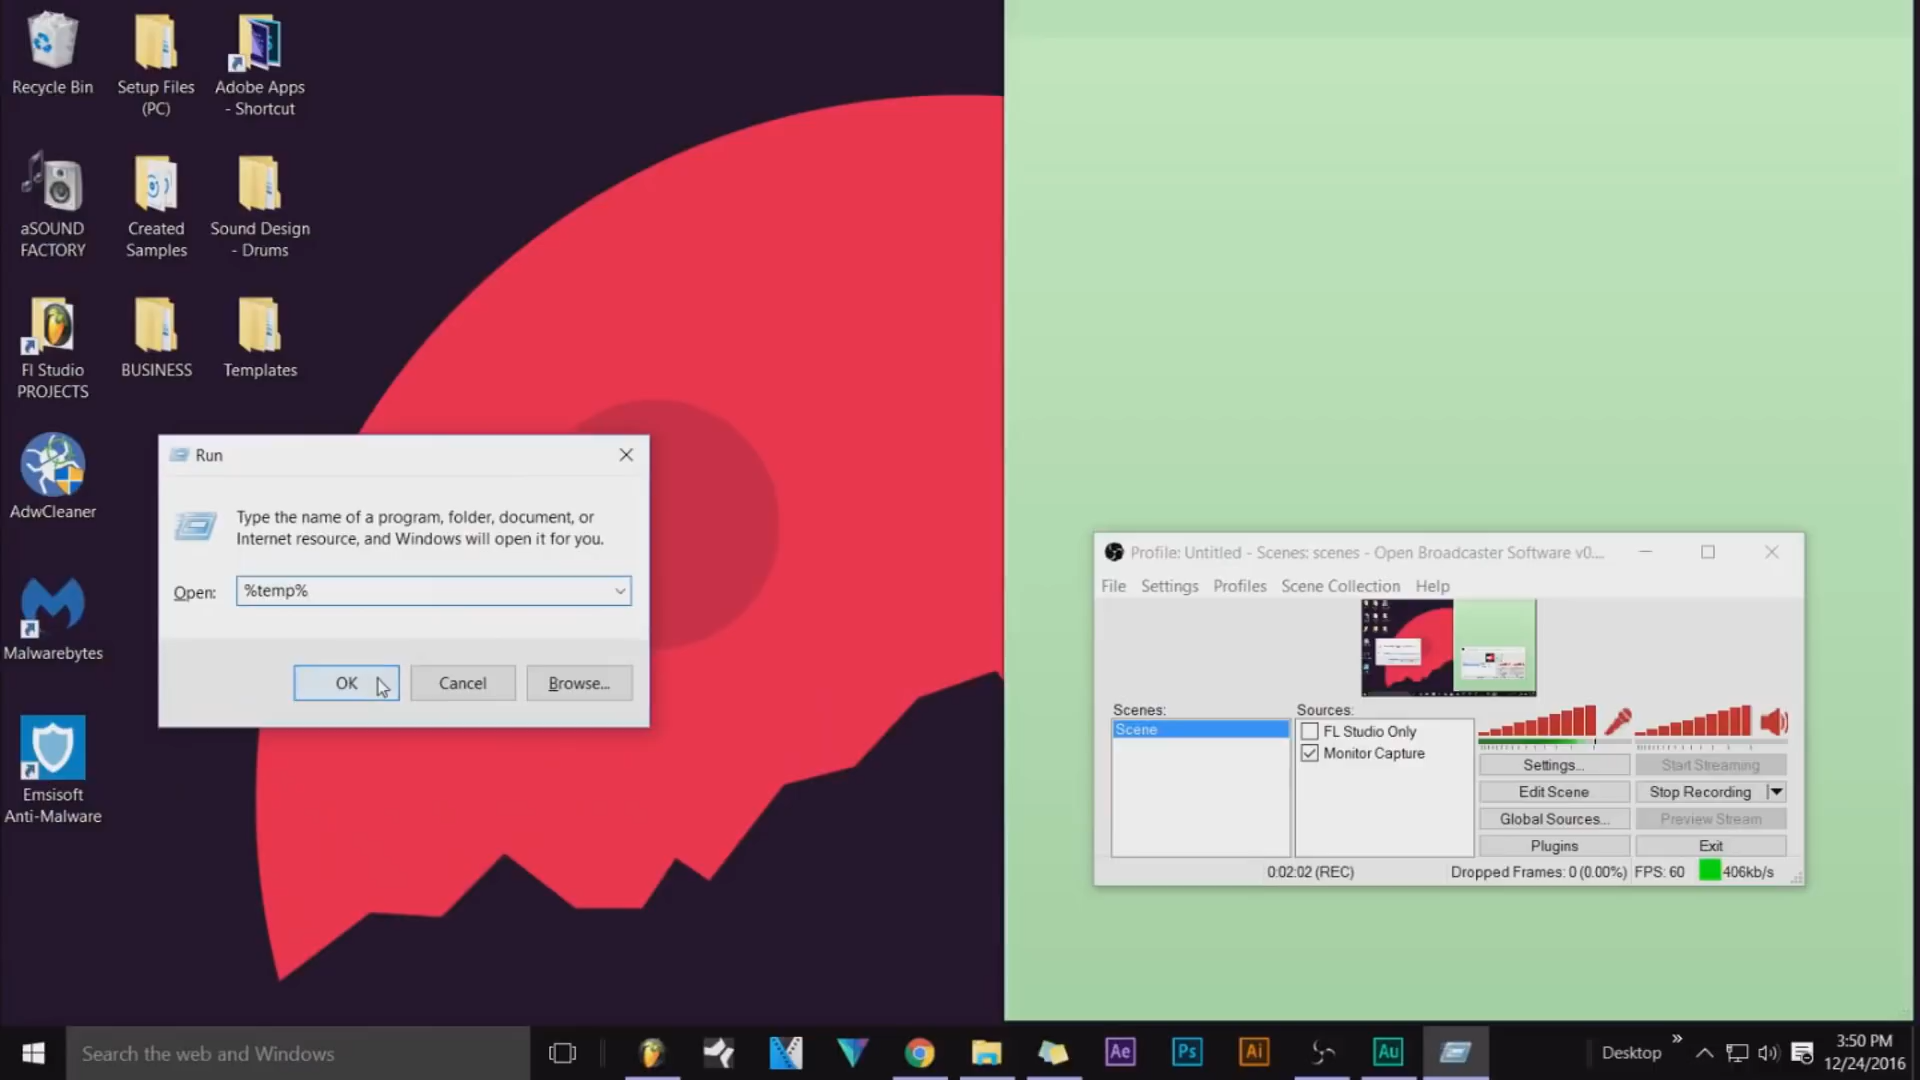 Recycle Bin
Setup Files
(PC)
Adobe Apps
- Shortcut
aSOUND
FACTORY
Created
Samples
Sound Design
- Drums
Fl Studio
PROJECTS
BUSINESS
Templates
AdwCleaner
Malwarebytes
Emsisoft
Anti-Malware
Run
Type the name of a program, folder, document, or
Internet resource, and Windows will open it for you.
Open:
%temp%
OK
Cancel
Browse...
Profile: Untitled - Scenes: scenes - Open Broadcaster Software v0....
File
Settings
Profiles
Scene Collection
Help
Scenes:
Scene
Sources:
FL Studio Only
Monitor Capture
Settings...
Start Streaming
Edit Scene
Stop Recording
Global Sources...
Preview Stream
Plugins
Exit
0:02:02 (REC)
Dropped Frames: 0 (0.00%)
FPS: 60
406kb/s
Search the web and Windows
Ae
Ps
Ai
Au
Desktop
3:50 PM
12/24/2016